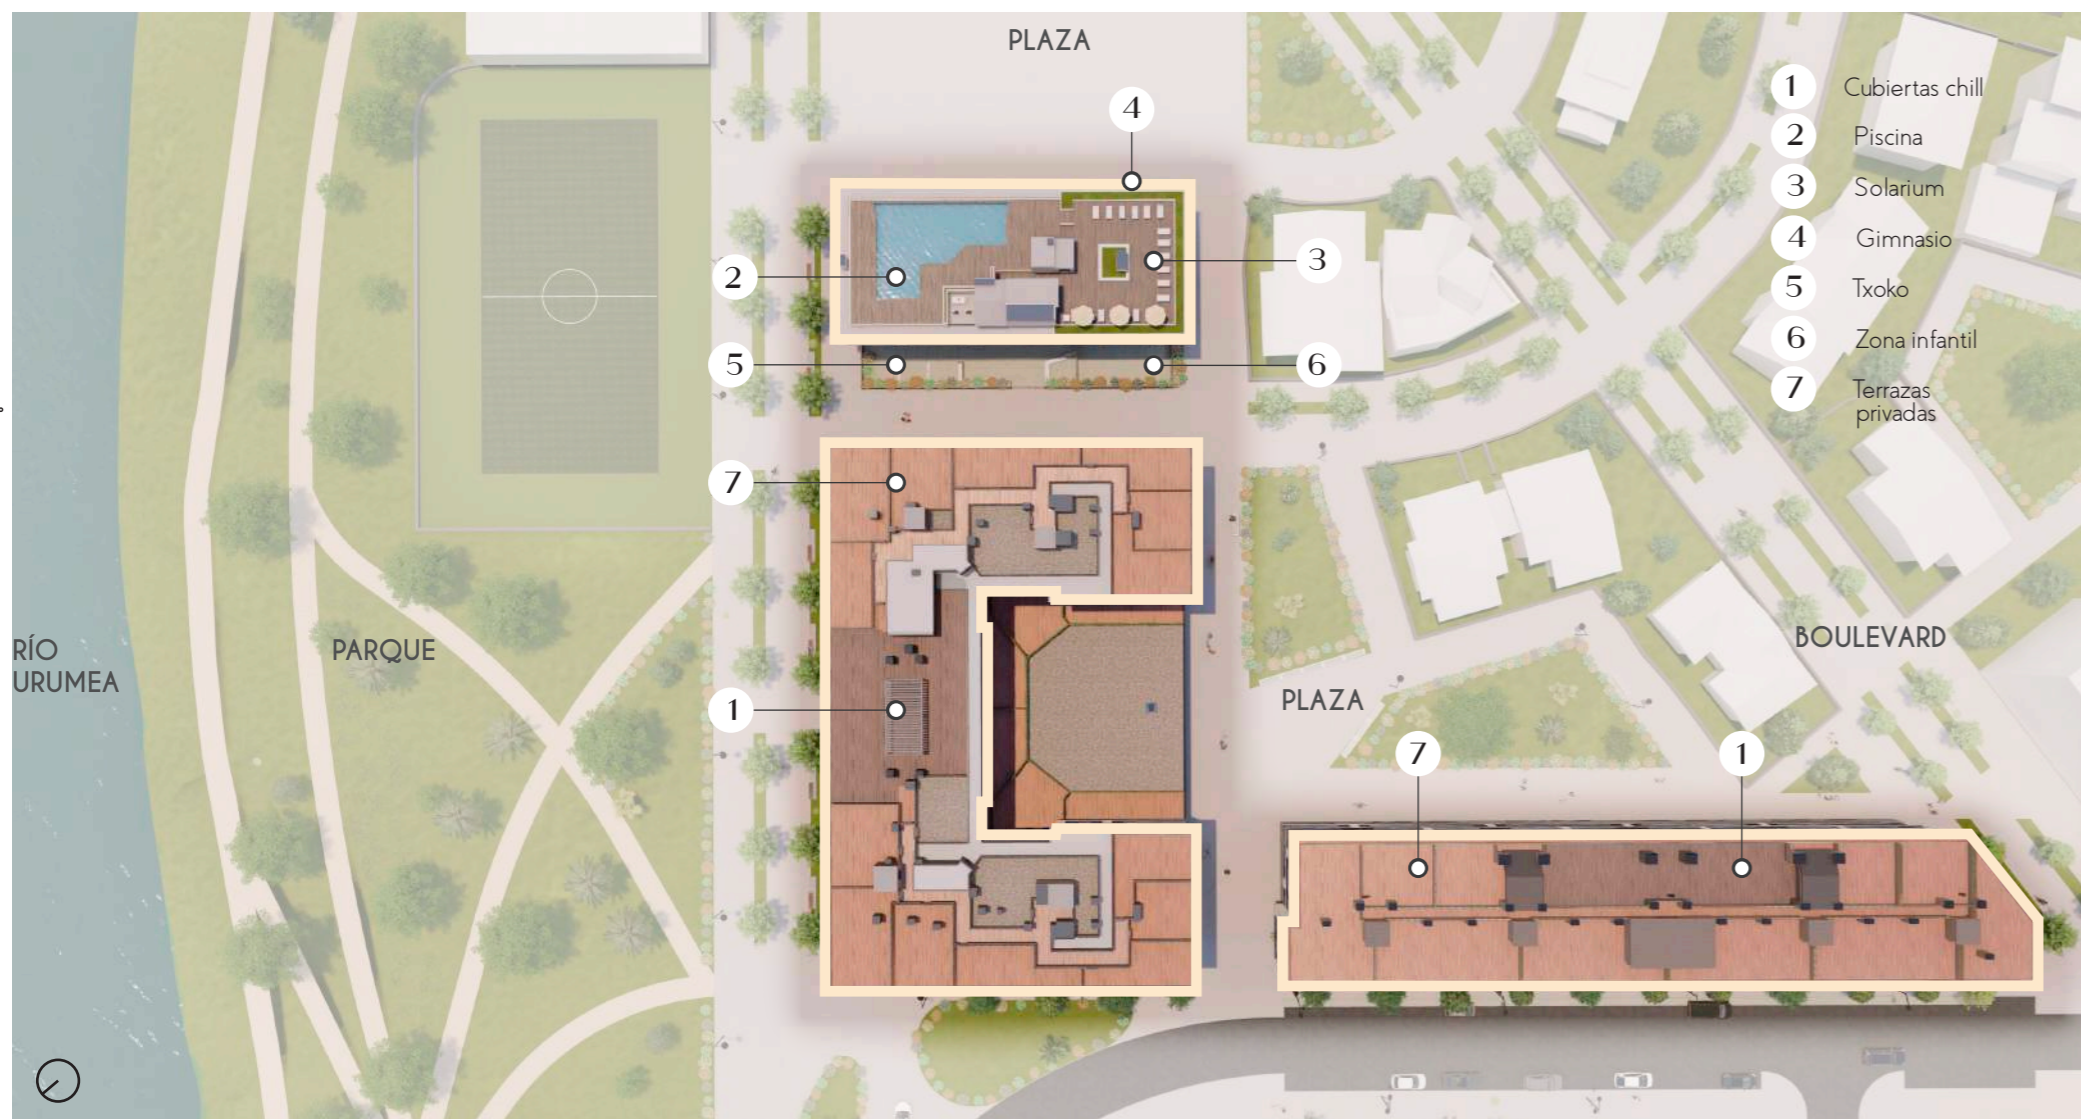 PLAZA
4
2
3
5
6
7
1
RÍO
URUMEA
PARQUE
PLAZA
BOULEVARD
7
1
1 Cubiertas chill
2 Piscina
3 Solarium
4 Gimnasio
5 Txoko
6 Zona infantil
7 Terrazas
privadas